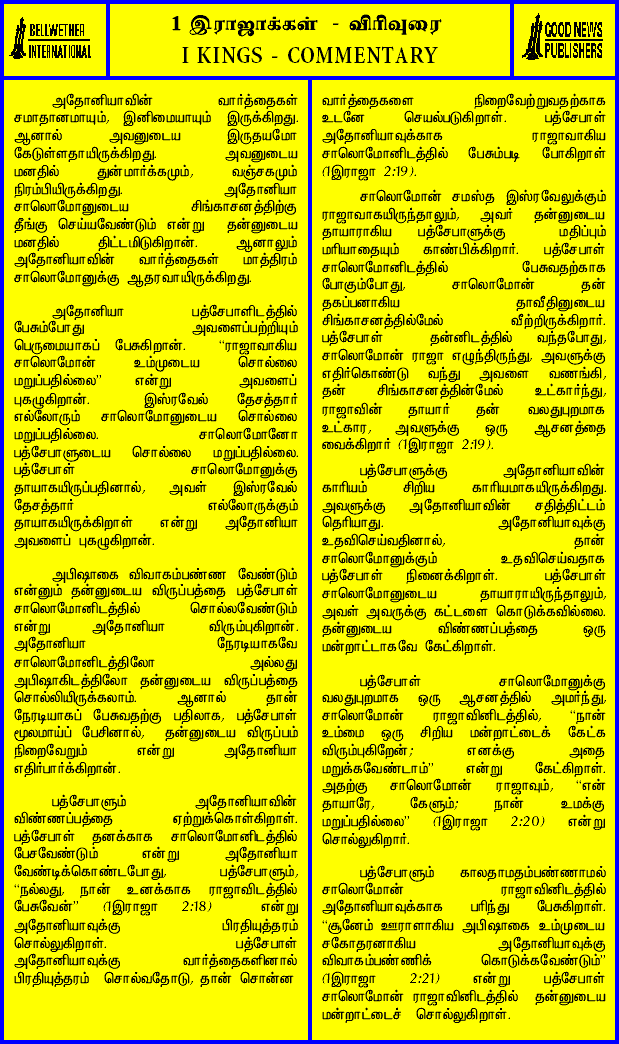 BELLWETHER
INTERNATIONAL
1 இராஜாக்கள் - விரிவுரை
I KINGS - COMMENTARY
GOOD NEWS
PUBLISHERS
அதோனியாவின் வார்த்தைகள்
சமாதானமாயும், இனிமையாயும் இருக்கிறது.
ஆனால் அவனுடைய இருதயமோ
கேடுள்ளதாயிருக்கிறது. அவனுடைய
மனதில் துன்மார்க்கமும், வஞ்சகமும்
நிரம்பியிருக்கிறது. அதோனியா
சாலொமோனுடைய சிங்காசனத்திற்கு
தீங்கு செய்யவேண்டும் என்று தன்னுடைய
மனதில் திட்டமிடுகிறான். ஆனாலும்
அதோனியாவின் வார்த்தைகள் மாத்திரம்
சாலொமோனுக்கு ஆதரவாயிருக்கிறது.
அதோனியா பத்சேபாளிடத்தில்
பேசும்போது அவளைப்பற்றியும்
பெருமையாகப் பேசுகிறான். “ராஜாவாகிய
சாலொமோன் உம்முடைய சொல்லை
மறுப்பதில்லை” என்று அவளைப்
புகழுகிறான். இஸ்ரவேல் தேசத்தார்
எல்லோரும் சாலொமோனுடைய சொல்லை
மறுப்பதில்லை. சாலொமோனோ
பத்சேபாளுடைய சொல்லை மறுப்பதில்லை.
பத்சேபாள் சாலொமோனுக்கு
தாயாகயிருப்பதினால், அவள் இஸ்ரவேல்
தேசத்தார் எல்லோருக்கும்
தாயாகயிருக்கிறாள் என்று அதோனியா
அவளைப் புகழுகிறான்.
அபிஷாகை விவாகம்பண்ண வேண்டும்
என்னும் தன்னுடைய விருப்பத்தை பத்சேபாள்
சாலொமோனிடத்தில் சொல்லவேண்டும்
என்று அதோனியா விரும்புகிறான்.
அதோனியா நேரடியாகவே
சாலொமோனிடத்திலோ அல்லது
அபிஷாகிடத்திலோ தன்னுடைய விருப்பத்தை
சொல்லியிருக்கலாம். ஆனால் தான்
நேரடியாகப் பேசுவதற்கு பதிலாக, பத்சேபாள்
மூலமாய்ப் பேசினால், தன்னுடைய விருப்பம்
நிறைவேறும் என்று அதோனியா
எதிர்பார்க்கிறான்.
பத்சேபாளும் அதோனியாவின்
விண்ணப்பத்தை ஏற்றுக்கொள்கிறாள்.
பத்சேபாள் தனக்காக சாலொமோனிடத்தில்
பேசவேண்டும் என்று அதோனியா
வேண்டிக்கொண்டபோது, பத்சேபாளும்,
“நல்லது, நான் உனக்காக ராஜாவிடத்தில்
பேசுவேன்” (1இராஜா 2:18) என்று
அதோனியாவுக்கு பிரதியுத்தரம்
சொல்லுகிறாள். பத்சேபாள்
அதோனியாவுக்கு வார்த்தைகளினால்
பிரதியுத்தரம் சொல்வதோடு, தான் சொன்ன
வார்த்தைகளை நிறைவேற்றுவதற்காக
உடனே செயல்படுகிறாள். பத்சேபாள்
அதோனியாவுக்காக ராஜாவாகிய
சாலொமோனிடத்தில் பேசும்படி போகிறாள்
(1இராஜா 2:19).
சாலொமோன் சமஸ்த இஸ்ரவேலுக்கும்
ராஜாவாகயிருந்தாலும், அவர் தன்னுடைய
தாயாராகிய பத்சேபாளுக்கு மதிப்பும்
மரியாதையும் காண்பிக்கிறார். பத்சேபாள்
சாலொமோனிடத்தில் பேசுவதற்காக
போகும்போது, சாலொமோன் தன்
தகப்பனாகிய தாவீதினுடைய
சிங்காசனத்தில்மேல் வீற்றிருக்கிறார்.
பத்சேபாள் தன்னிடத்தில் வந்தபோது,
சாலொமோன் ராஜா எழுந்திருந்து, அவளுக்கு
எதிர்கொண்டு வந்து அவளை வணங்கி,
தன் சிங்காசனத்தின்மேல் உட்கார்ந்து,
ராஜாவின் தாயார் தன் வலதுபுறமாக
உட்கார, அவளுக்கு ஒரு ஆசனத்தை
வைக்கிறார் (1இராஜா 2:19).
பத்சேபாளுக்கு அதோனியாவின்
காரியம் சிறிய காரியமாகயிருக்கிறது.
அவளுக்கு அதோனியாவின் சதித்திட்டம்
தெரியாது. அதோனியாவுக்கு
உதவிசெய்வதினால், தான்
சாலொமோனுக்கும் உதவிசெய்வதாக
பத்சேபாள் நினைக்கிறாள். பத்சேபாள்
சாலொமோனுடைய தாயாராயிருந்தாலும்,
அவள் அவருக்கு கட்டளை கொடுக்கவில்லை.
தன்னுடைய விண்ணப்பத்தை ஒரு
மன்றாட்டாகவே கேட்கிறாள்.
பத்சேபாள் சாலொமோனுக்கு
வலதுபுறமாக ஒரு ஆசனத்தில் அமர்ந்து,
சாலொமோன் ராஜாவினிடத்தில், “நான்
உம்மை ஒரு சிறிய மன்றாட்டைக் கேட்க
விரும்புகிறேன்; எனக்கு அதை
மறுக்கவேண்டாம்” என்று கேட்கிறாள்.
அதற்கு சாலொமோன் ராஜாவும், “என்
தாயாரே, கேளும்; நான் உமக்கு
மறுப்பதில்லை” (1இராஜா 2:20) என்று
சொல்லுகிறார்.
பத்சேபாளும் காலதாமதம்பண்ணாமல்
சாலொமோன் ராஜாவினிடத்தில்
அதோனியாவுக்காக பரிந்து பேசுகிறாள்.
“சூனேம் ஊராளாகிய அபிஷாகை உம்முடைய
சகோதரனாகிய அதோனியாவுக்கு
விவாகம்பண்ணிக் கொடுக்கவேண்டும்”
(1இராஜா 2:21) என்று பத்சேபாள்
சாலொமோன் ராஜாவினிடத்தில் தன்னுடைய
மன்றாட்டைச் சொல்லுகிறாள்.